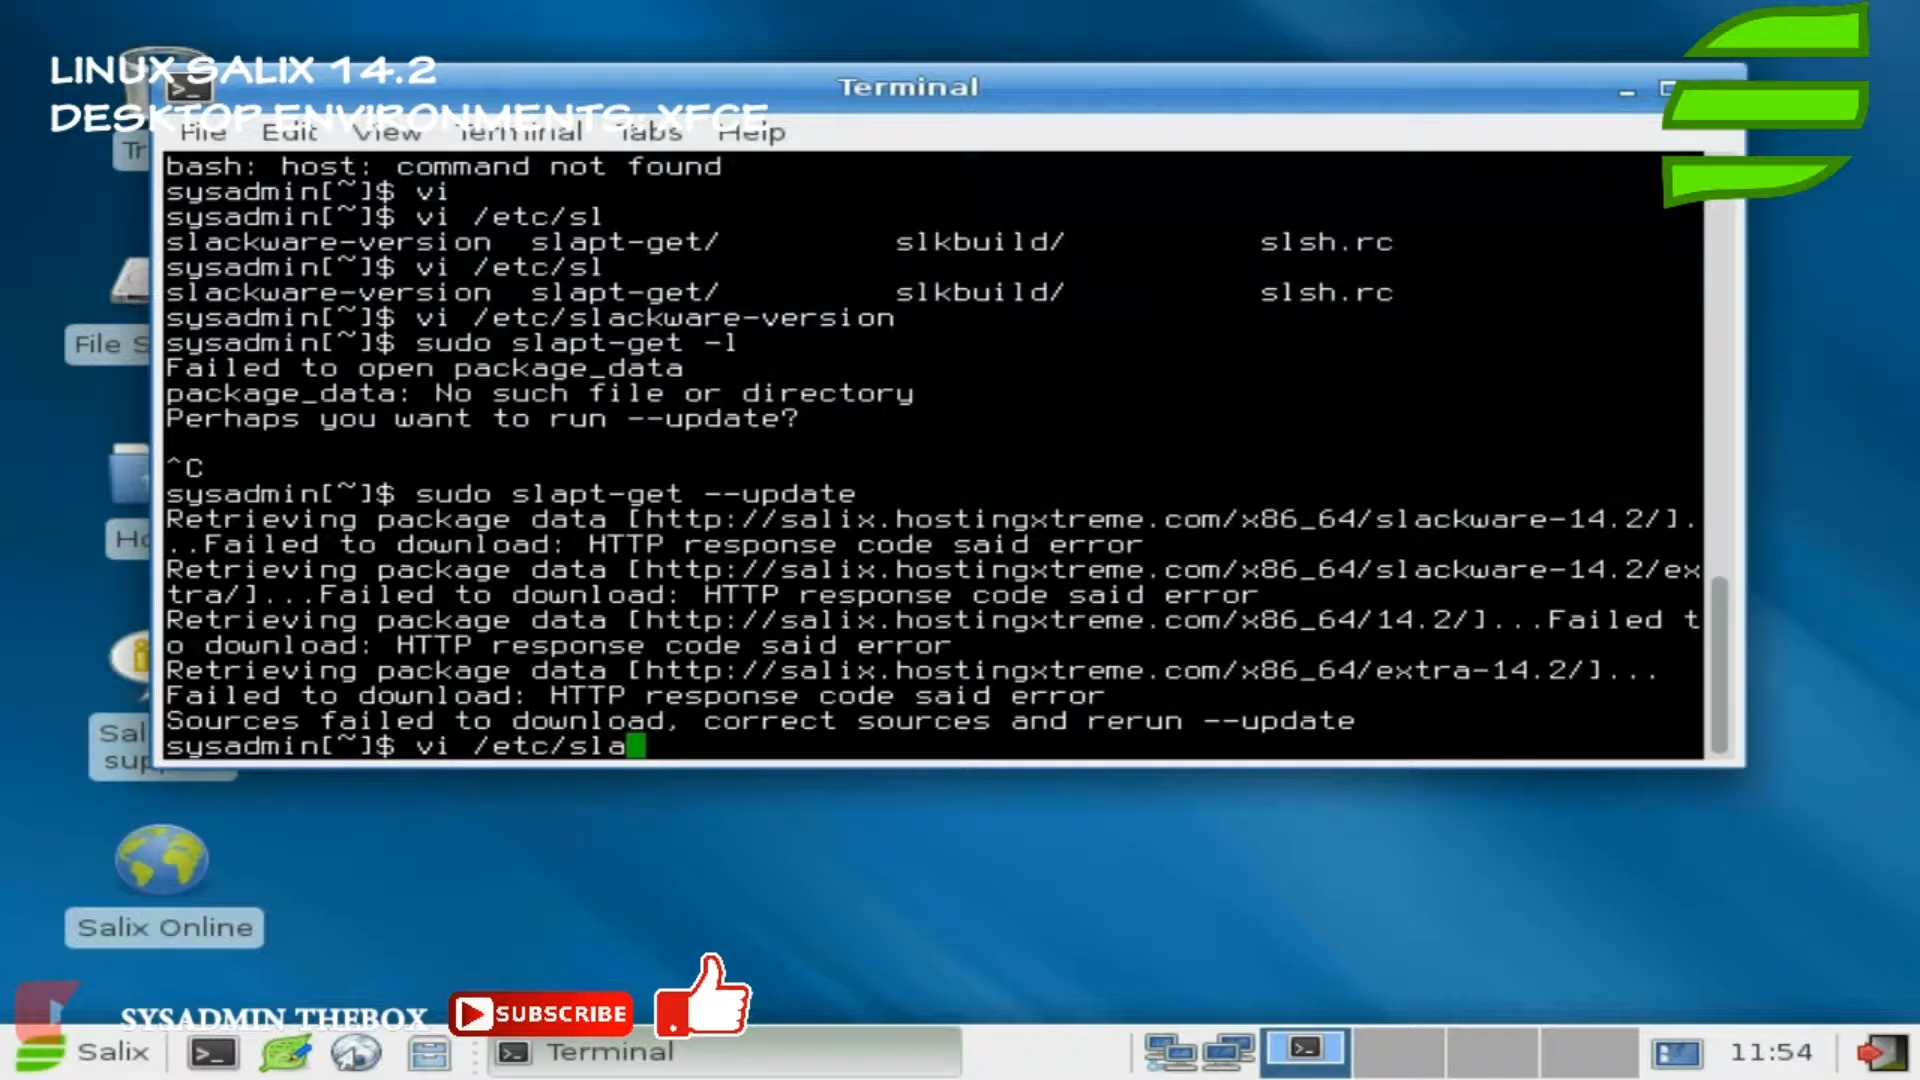 LINUX SALIX 14.2
DESKTOP ENVIRONMENTS: XFCE
Terminal
File Edit View Terminal Tabs Help
bash: host: command not found
sysadmin[~]$ vi
sysadmin[~]$ vi /etc/sl
slackware-version slapt-get/ slkbuild/ slsh.rc
sysadmin[~]$ vi /etc/sl
slackware-version slapt-get/ slkbuild/ slsh.rc
sysadmin[~]$ vi /etc/slackware-version
sysadmin[~]$ sudo slapt-get -l
Failed to open package_data
package_data: No such file or directory
Perhaps you want to run --update?
^C
sysadmin[~]$ sudo slapt-get --update
Retrieving package data [http://salix.hostingxtreme.com/x86_64/slackware-14.2/].
..Failed to download: HTTP response code said error
Retrieving package data [http://salix.hostingxtreme.com/x86_64/slackware-14.2/ex
tra/]...Failed to download: HTTP response code said error
Retrieving package data [http://salix.hostingxtreme.com/x86_64/14.2/]...Failed t
o download: HTTP response code said error
Retrieving package data [http://salix.hostingxtreme.com/x86_64/extra-14.2/]...
Failed to download: HTTP response code said error
Sources failed to download, correct sources and rerun --update
sysadmin[~]$ vi /etc/sla
Tr
File S
Ho
Sal
sup
Salix Online
SYSADMIN THEBOX
SUBSCRIBE
Salix
Terminal
11:54